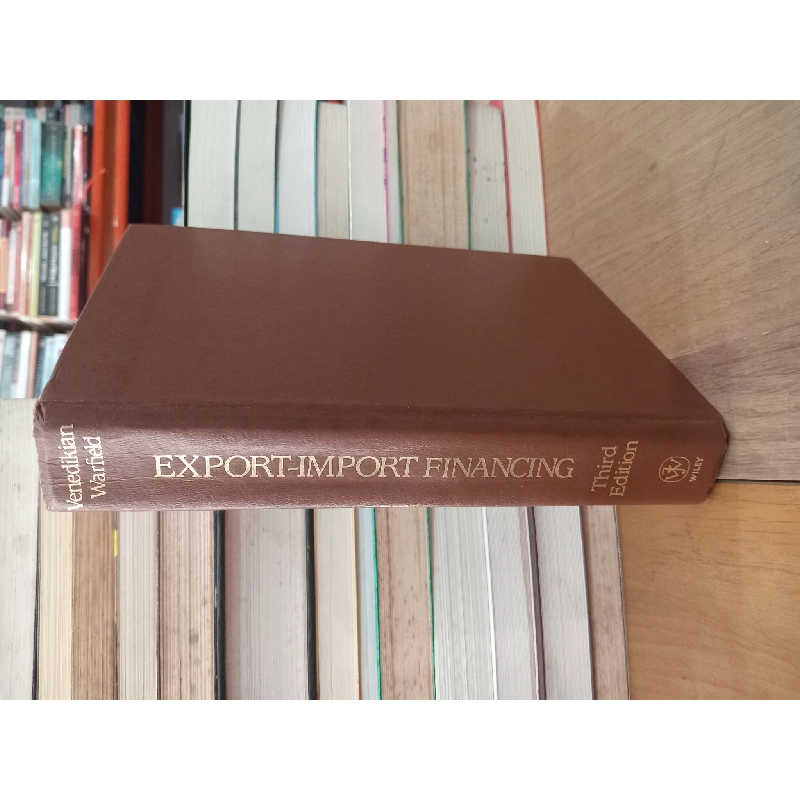 Venedikian
Warfield
EXPORT-IMPORT FINANCING
Third
Edition
WILEY